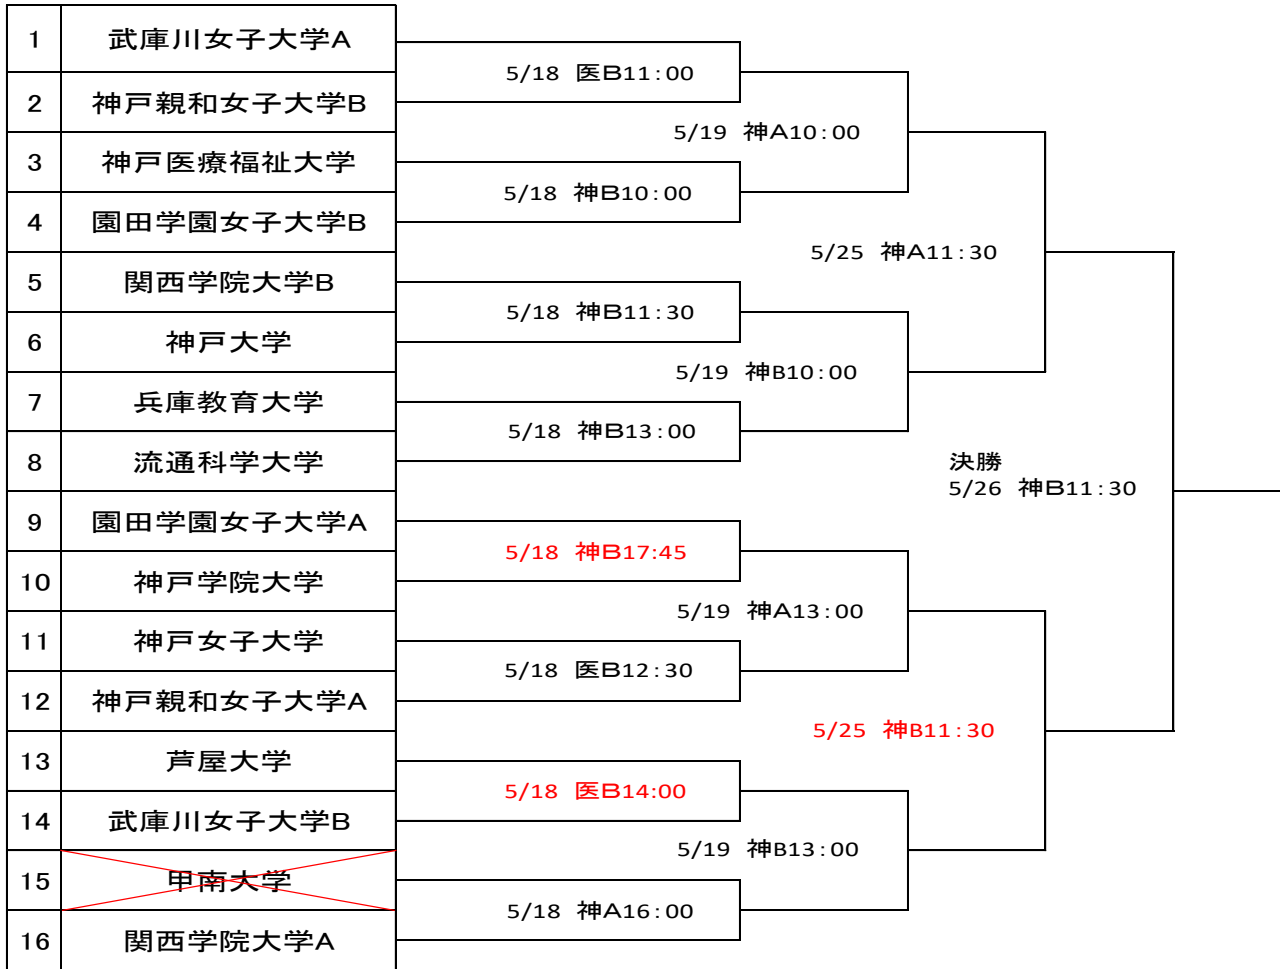 1 武庫川女子大学A
5/18 医B11:00
2 神戸親和女子大学B
5/19 神A10:00
3 神戸医療福祉大学
5/18 神B10:00
4 園田学園女子大学B
5/25 神A11:30
5 関西学院大学B
5/18 神B11:30
6 神戸大学
5/19 神B10:00
7 兵庫教育大学
5/18 神B13:00
8 流通科学大学
決勝
5/26 神B11:30
9 園田学園女子大学A
5/18 神B17:45
10 神戸学院大学
5/19 神A13:00
11 神戸女子大学
5/18 医B12:30
12 神戸親和女子大学A
5/25 神B11:30
13 芦屋大学
5/18 医B14:00
14 武庫川女子大学B
5/19 神B13:00
15 甲南大学
5/18 神A16:00
16 関西学院大学A